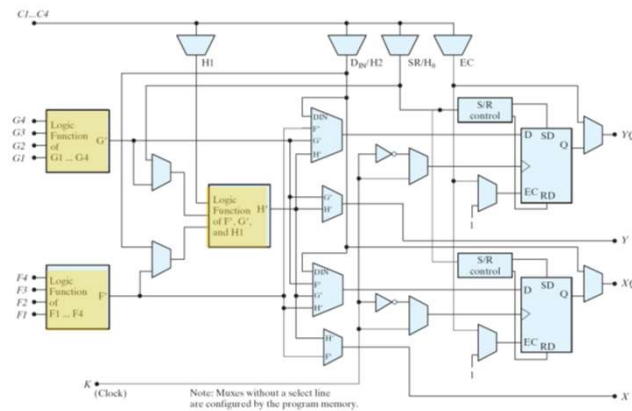 C1...C4
H1
D_IN/H2
SR/H_0
EC
G4
G3
G2
G1
Logic
Function
of
G1 ... G4
G'
DIN
F'
G'
H'
S/R
control
D
SD
Q
EC
RD
1
YQ
Logic
Function
of F', G',
and H1
H'
G'
H'
Y
F4
F3
F2
F1
Logic
Function
of
F1 ... F4
F'
DIN
F'
G'
H'
S/R
control
D
SD
Q
EC
RD
1
XQ
H'
F'
X
K
(Clock)
Note: Muxes without a select line
are configured by the program memory.